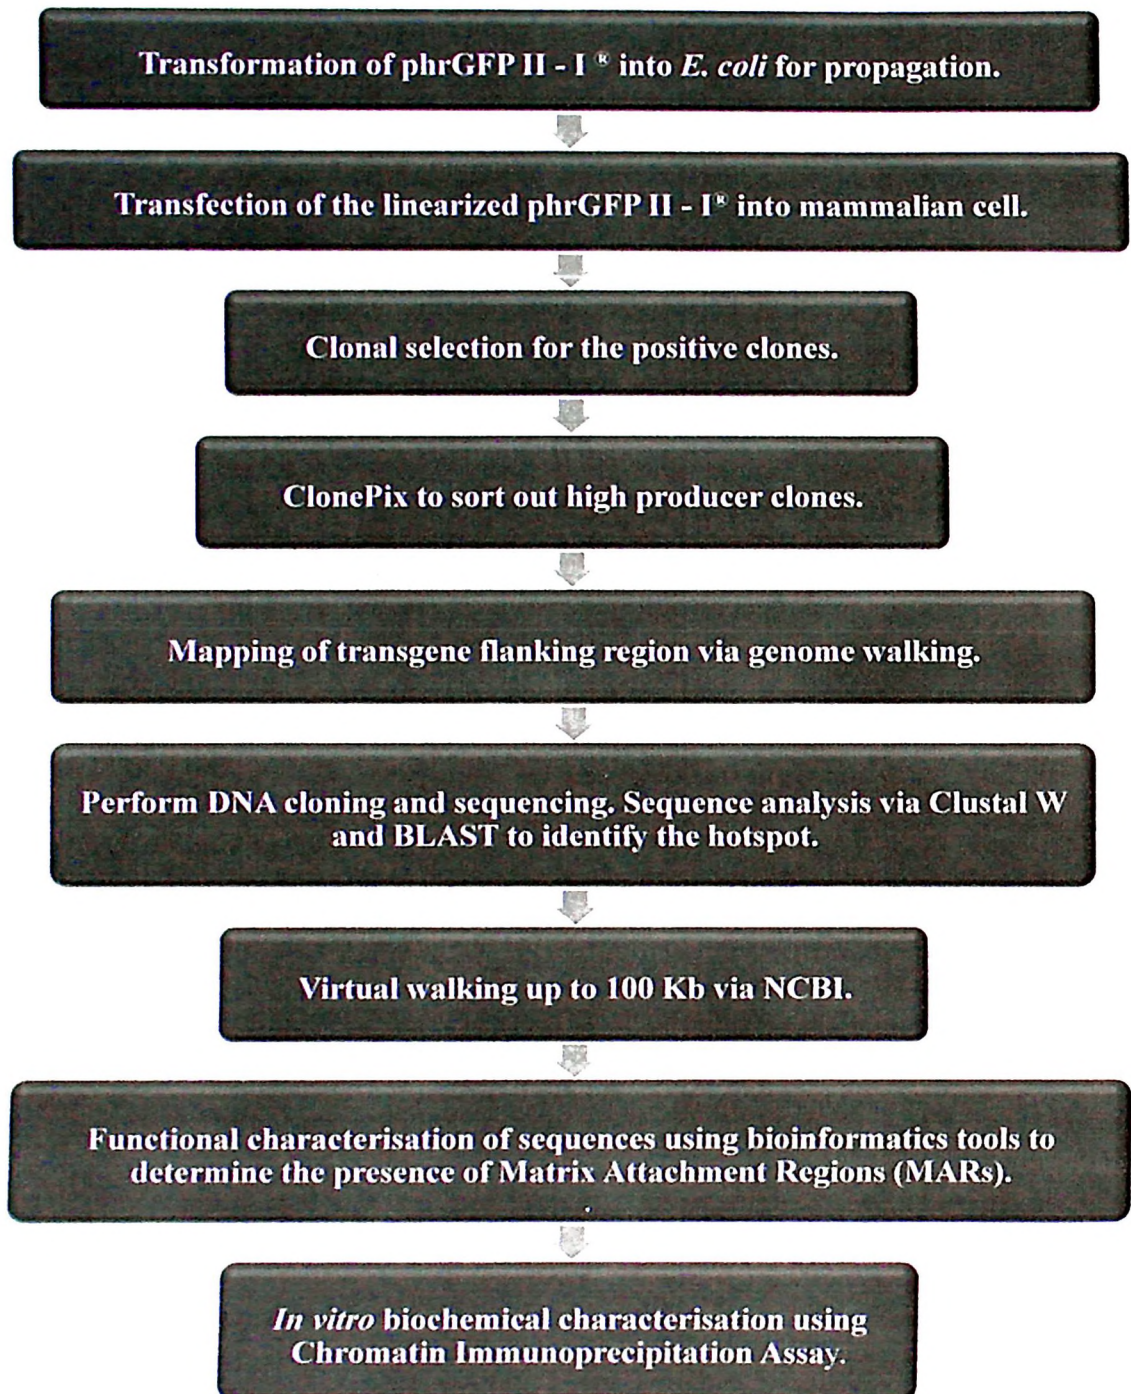 Transformation of phrGFP II - I ® into E. coli for propagation.
Transfection of the linearized phrGFP II - I® into mammalian cell.
Clonal selection for the positive clones.
ClonePix to sort out high producer clones.
Mapping of transgene flanking region via genome walking.
Perform DNA cloning and sequencing. Sequence analysis via Clustal W
and BLAST to identify the hotspot.
Virtual walking up to 100 Kb via NCBI.
Functional characterisation of sequences using bioinformatics tools to
determine the presence of Matrix Attachment Regions (MARs).
In vitro biochemical characterisation using
Chromatin Immunoprecipitation Assay.